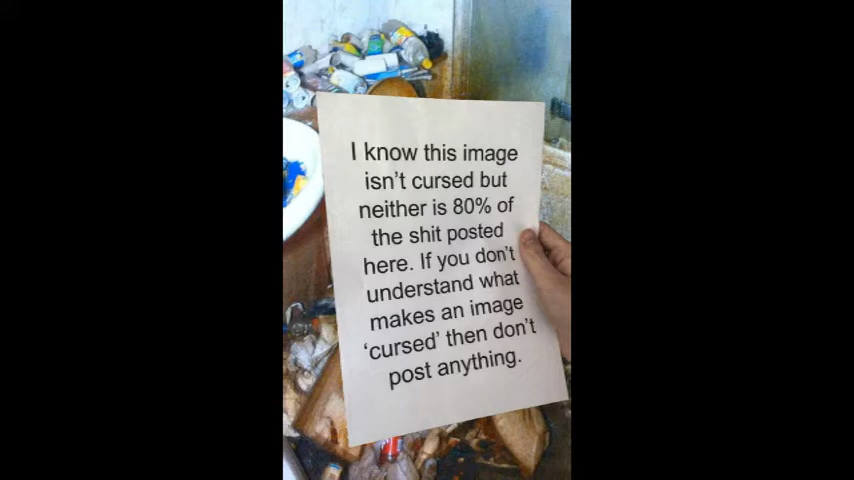 I know this image
isn't cursed but
neither is 80% of
the shit posted
here. If you don't
understand what
makes an image
‘cursed’ then don't
post anything.